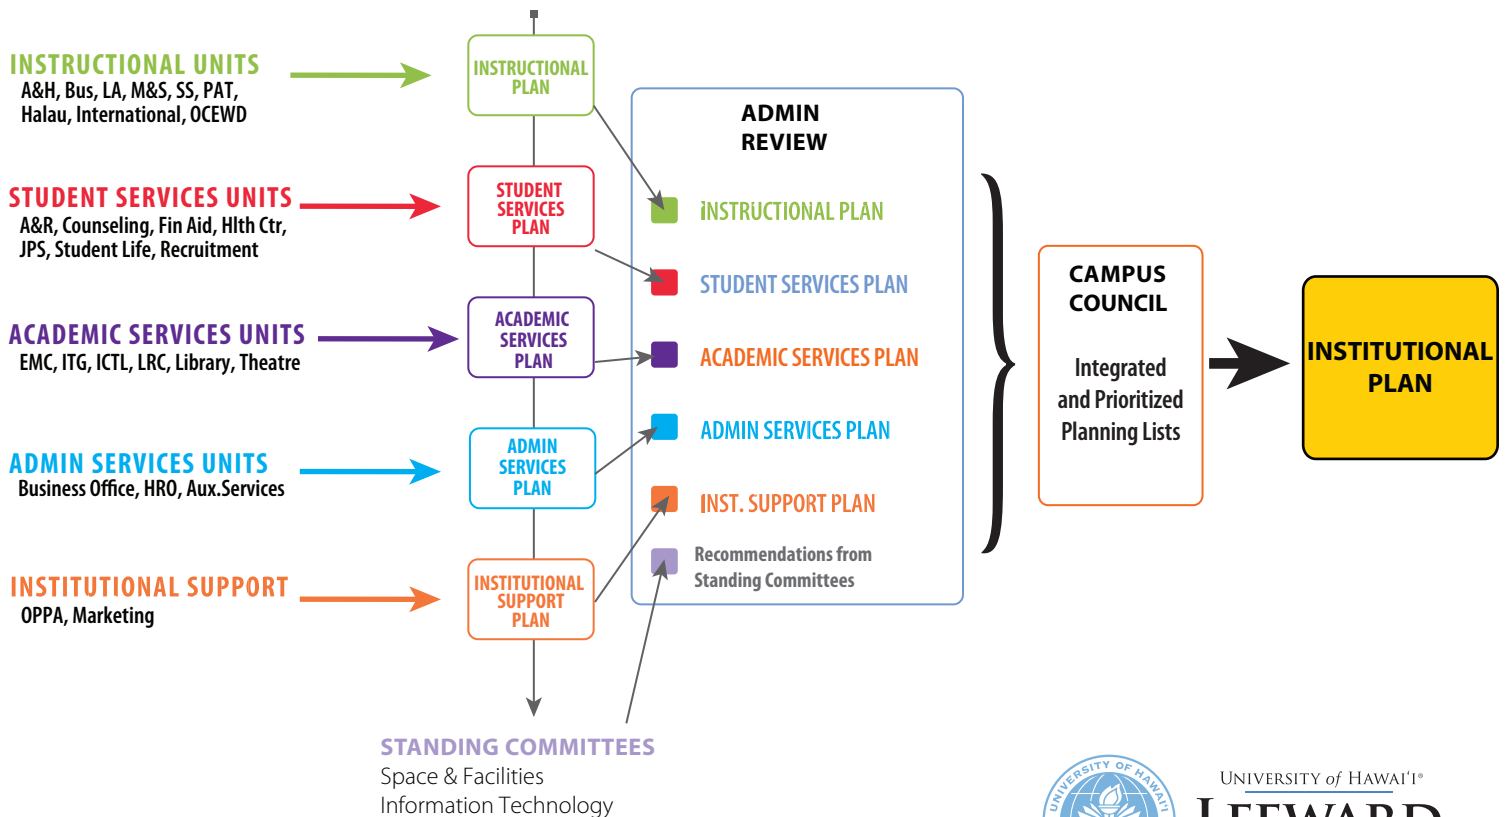 INSTRUCTIONAL UNITS
A&H, Bus, LA, M&S, SS, PAT,
Halau, International, OCEWD
STUDENT SERVICES UNITS
A&R, Counseling, Fin Aid, Hlth Ctr,
JPS, Student Life, Recruitment
ACADEMIC SERVICES UNITS
EMC, ITG, ICTL, LRC, Library, Theatre
ADMIN SERVICES UNITS
Business Office, HRO, Aux.Services
INSTITUTIONAL SUPPORT
OPPA, Marketing
INSTRUCTIONAL
PLAN
STUDENT
SERVICES
PLAN
ACADEMIC
SERVICES
PLAN
ADMIN
SERVICES
PLAN
INSTITUTIONAL
SUPPORT
PLAN
STANDING COMMITTEES
Space & Facilities
Information Technology
ADMIN
REVIEW
INSTRUCTIONAL PLAN
STUDENT SERVICES PLAN
ACADEMIC SERVICES PLAN
ADMIN SERVICES PLAN
INST. SUPPORT PLAN
Recommendations from
Standing Committees
CAMPUS
COUNCIL
Integrated
and Prioritized
Planning Lists
INSTITUTIONAL
PLAN
UNIVERSITY OF HAWAI'I
UNIVERSITY of HAWAI'I®
LEEWARD